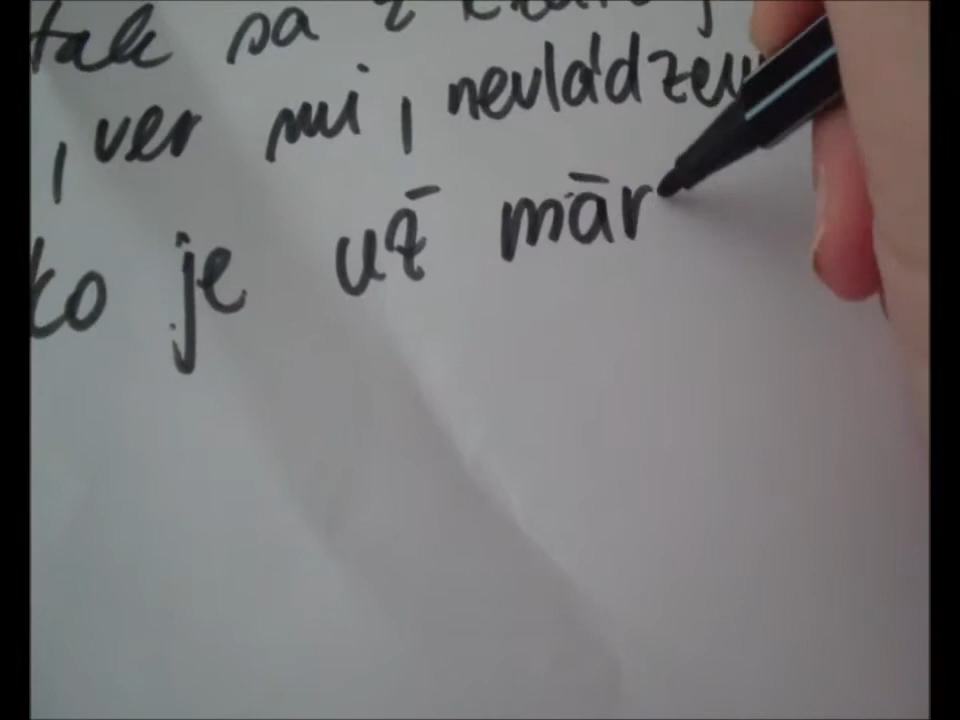 tak sa z
, ver mi , nevládzem
ko je už már